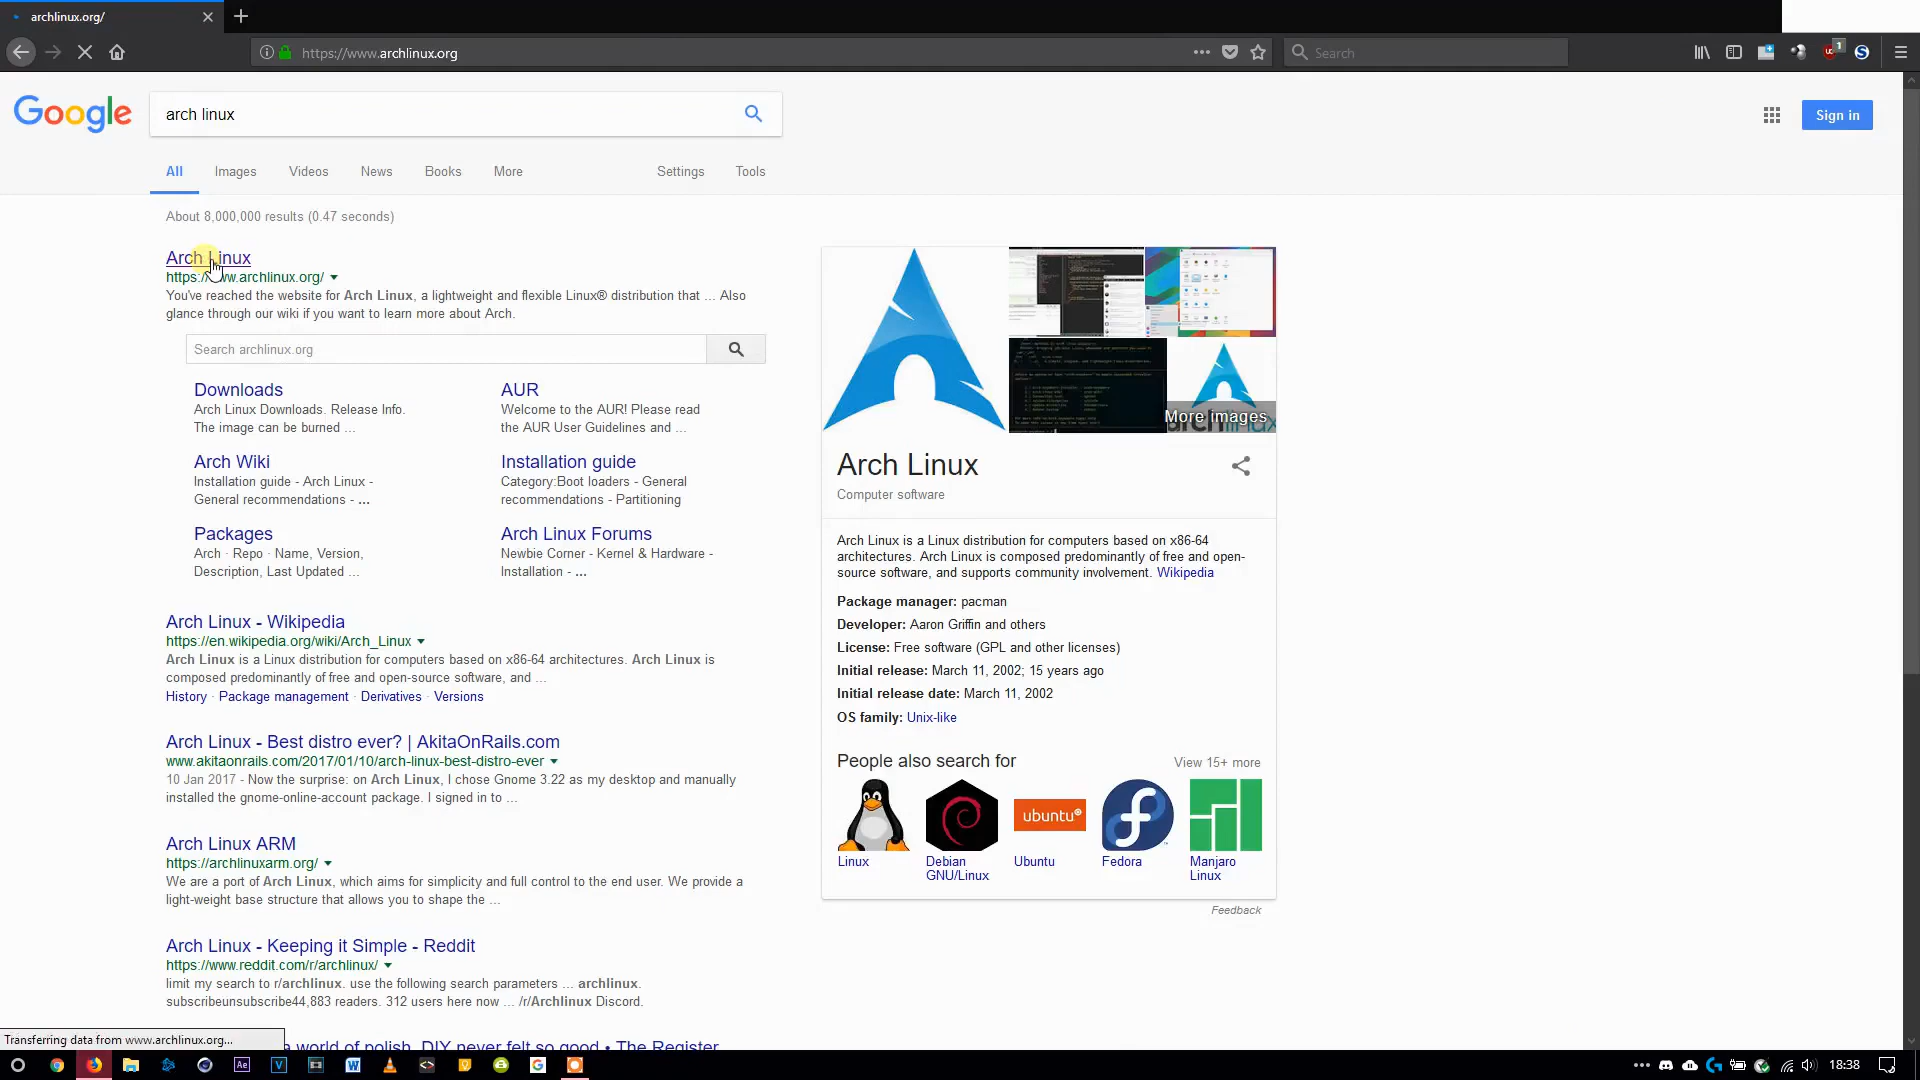 archlinux.org/
https://www.archlinux.org
Search
1
Google
arch linux
Sign in
All
Images
Videos
News
Books
More
Settings
Tools
About 8,000,000 results (0.47 seconds)
Arch Linux
https://www.archlinux.org/
You've reached the website for Arch Linux, a lightweight and flexible Linux® distribution that ... Also
glance through our wiki if you want to learn more about Arch.
Search archlinux.org
Downloads
Arch Linux Downloads. Release Info.
The image can be burned ...
AUR
Welcome to the AUR! Please read
the AUR User Guidelines and ...
Arch Wiki
Installation guide - Arch Linux -
General recommendations - ...
Installation guide
Category:Boot loaders - General
recommendations - Partitioning
Packages
Arch · Repo · Name, Version,
Description, Last Updated ...
Arch Linux Forums
Newbie Corner - Kernel & Hardware -
Installation - ...
Arch Linux - Wikipedia
https://en.wikipedia.org/wiki/Arch_Linux
Arch Linux is a Linux distribution for computers based on x86-64 architectures. Arch Linux is
composed predominantly of free and open-source software, and ...
History · Package management · Derivatives · Versions
Arch Linux - Best distro ever? | AkitaOnRails.com
www.akitaonrails.com/2017/01/10/arch-linux-best-distro-ever
10 Jan 2017 - Now the surprise: on Arch Linux, I chose Gnome 3.22 as my desktop and manually
installed the gnome-online-account package. I signed in to ...
Arch Linux ARM
https://archlinuxarm.org/
We are a port of Arch Linux, which aims for simplicity and full control to the end user. We provide a
light-weight base structure that allows you to shape the ...
Arch Linux - Keeping it Simple - Reddit
https://www.reddit.com/r/archlinux/
limit my search to r/archlinux. use the following search parameters ... archlinux.
subscribeunsubscribe44,883 readers. 312 users here now ... /r/Archlinux Discord.
a world of polish, DIY never felt so good • The Register
Transferring data from www.archlinux.org...
More images
Arch Linux
Computer software
Arch Linux is a Linux distribution for computers based on x86-64
architectures. Arch Linux is composed predominantly of free and open-
source software, and supports community involvement. Wikipedia
Package manager: pacman
Developer: Aaron Griffin and others
License: Free software (GPL and other licenses)
Initial release: March 11, 2002; 15 years ago
Initial release date: March 11, 2002
OS family: Unix-like
People also search for
View 15+ more
ubuntu®
Linux
Debian
GNU/Linux
Ubuntu
Fedora
Manjaro
Linux
Feedback
18:38